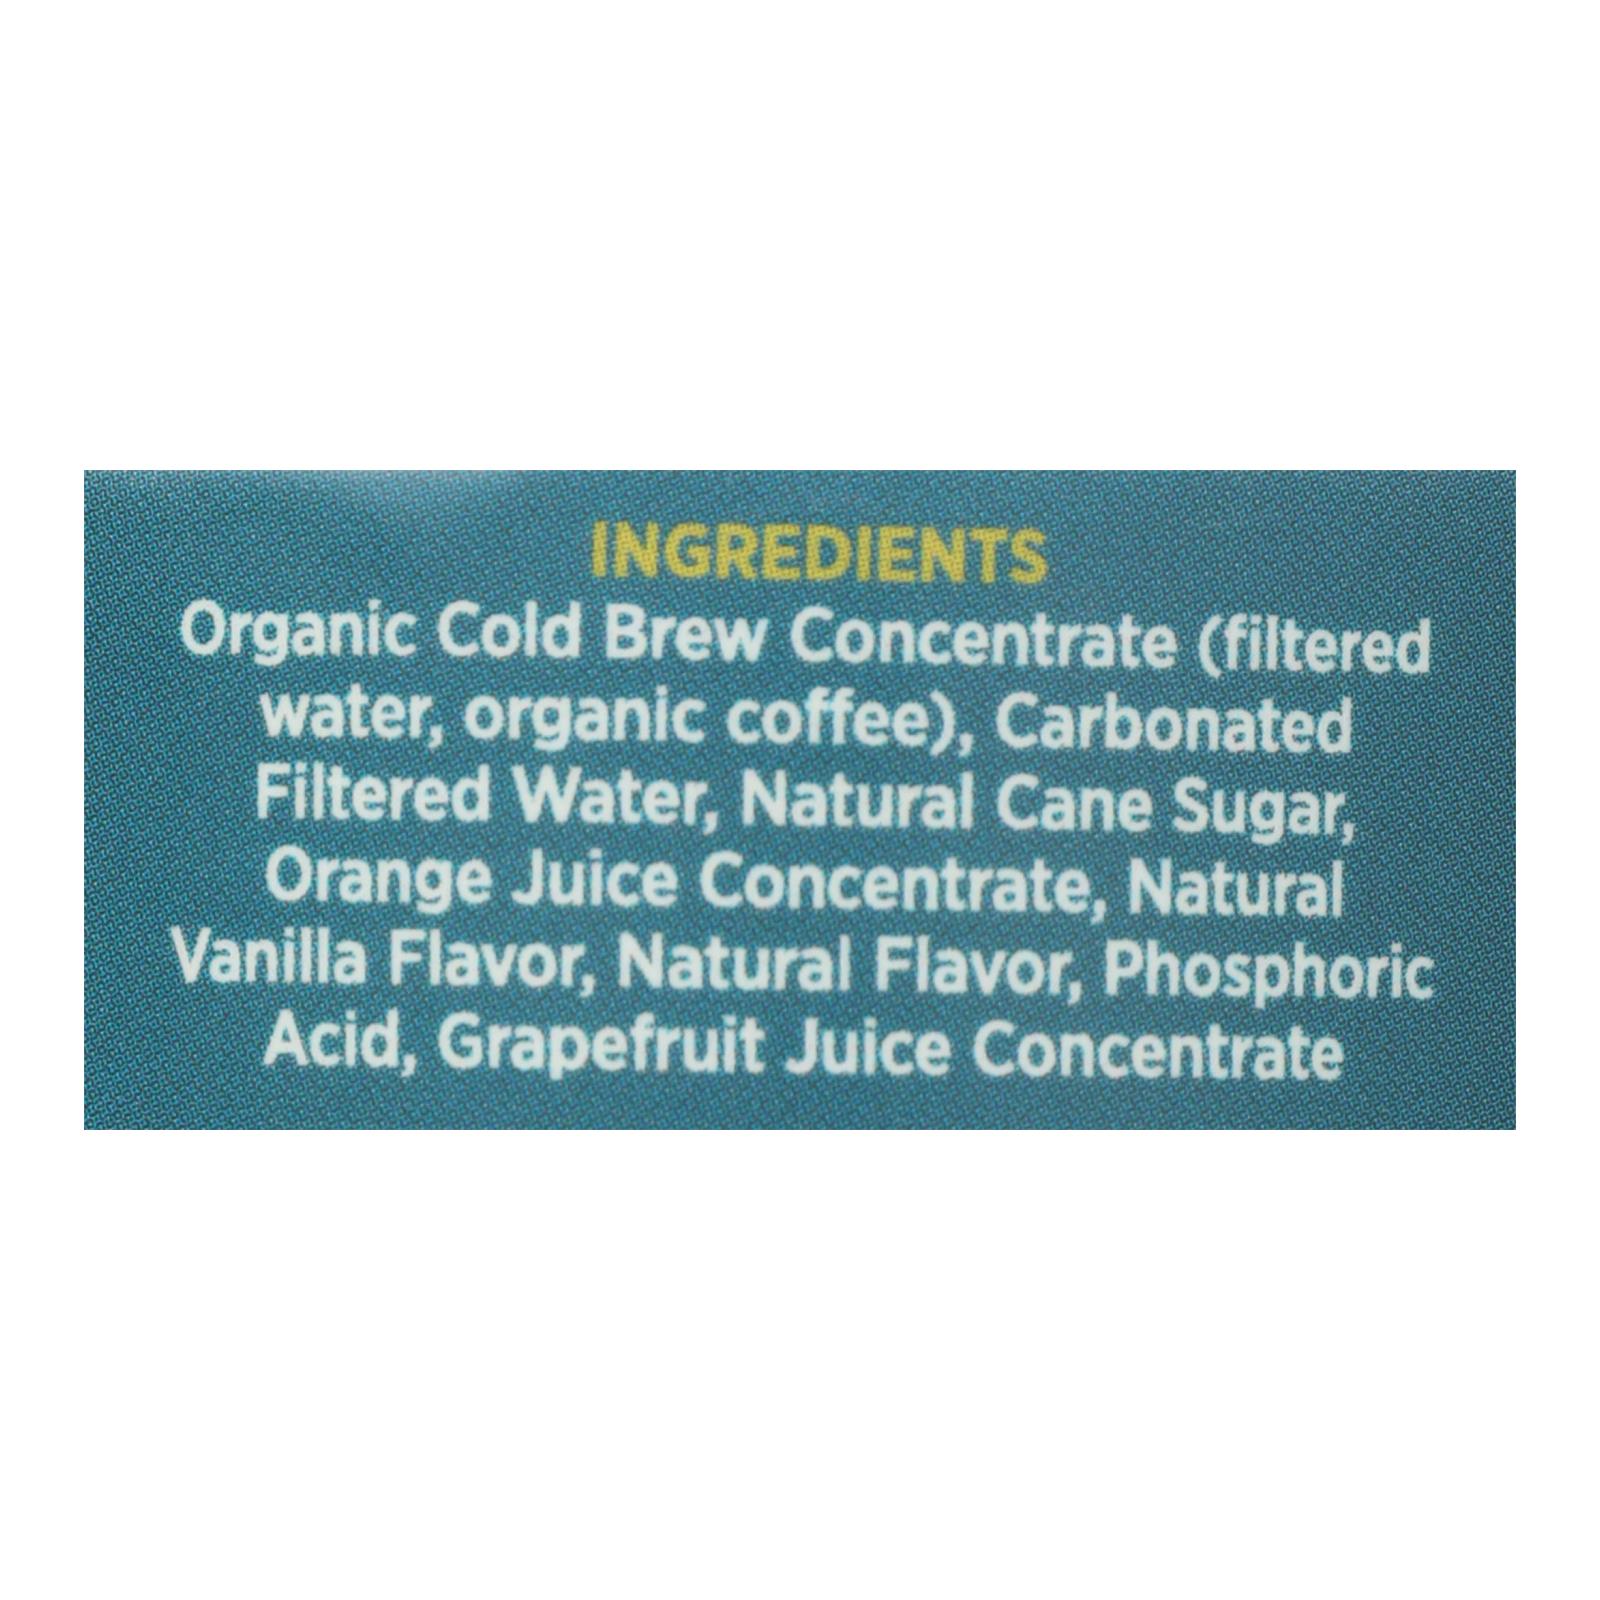 INGREDIENTS
Organic Cold Brew Concentrate (filtered
water, organic coffee), Carbonated
Filtered Water, Natural Cane Sugar,
Orange Juice Concentrate, Natural
Vanilla Flavor, Natural Flavor, Phosphoric
Acid, Grapefruit Juice Concentrate